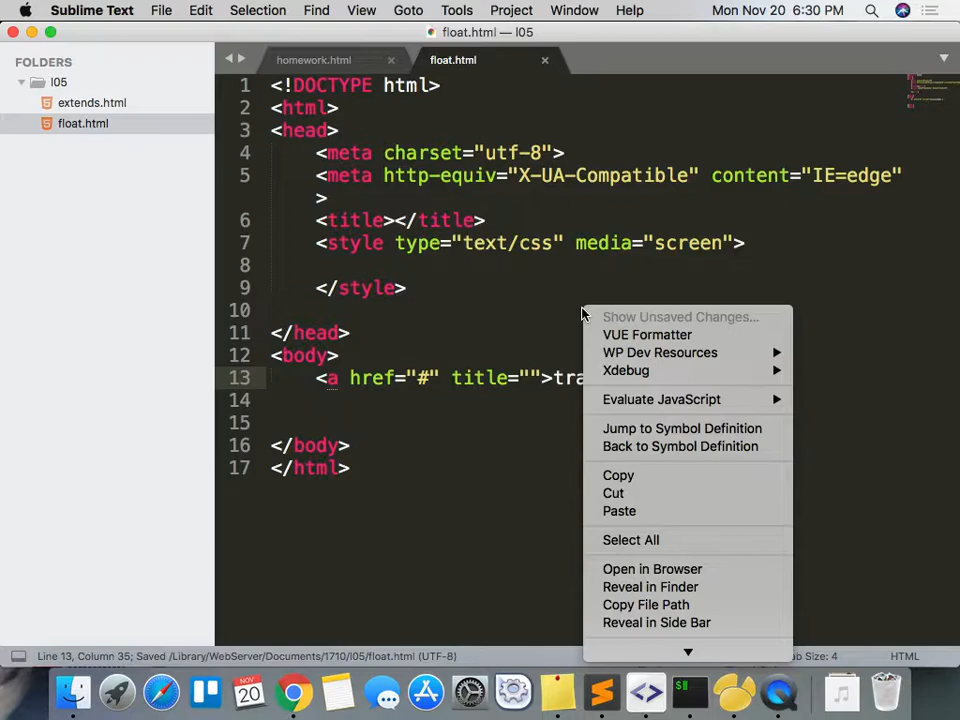 Sublime Text File Edit Selection Find View Goto Tools Project Window Help Mon Nov 20 6:30 PM
float.html — l05
FOLDERS
l05
extends.html
float.html
homework.html
float.html
1 <!DOCTYPE html>
2 <html>
3 <head>
4 <meta charset="utf-8">
5 <meta http-equiv="X-UA-Compatible" content="IE=edge"
>
6 <title></title>
7 <style type="text/css" media="screen">
8
9 </style>
10
11 </head>
12 <body>
13 <a href="#" title="">tra
14
15
16 </body>
17 </html>
Show Unsaved Changes...
VUE Formatter
WP Dev Resources
Xdebug
Evaluate JavaScript
Jump to Symbol Definition
Back to Symbol Definition
Copy
Cut
Paste
Select All
Open in Browser
Reveal in Finder
Copy File Path
Reveal in Side Bar
Line 13, Column 35; Saved /Library/WebServer/Documents/1710/l05/float.html (UTF-8) Size: 4 HTML
NOV
20